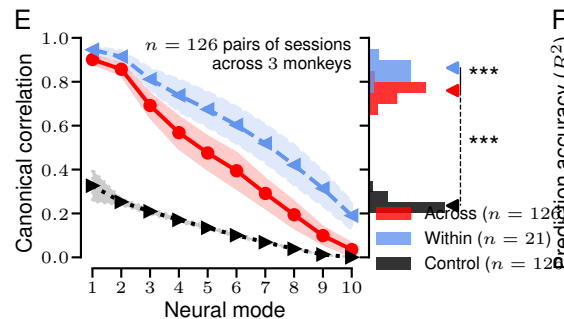 E
F
n = 126 pairs of sessions
across 3 monkeys
Canonical correlation
1.0
0.8
0.6
0.4
0.2
0.0
1 2 3 4 5 6 7 8 9 10
Neural mode
***
***
Across (n = 126
Within (n = 21)
Control (n = 126
Prediction accuracy (R²)